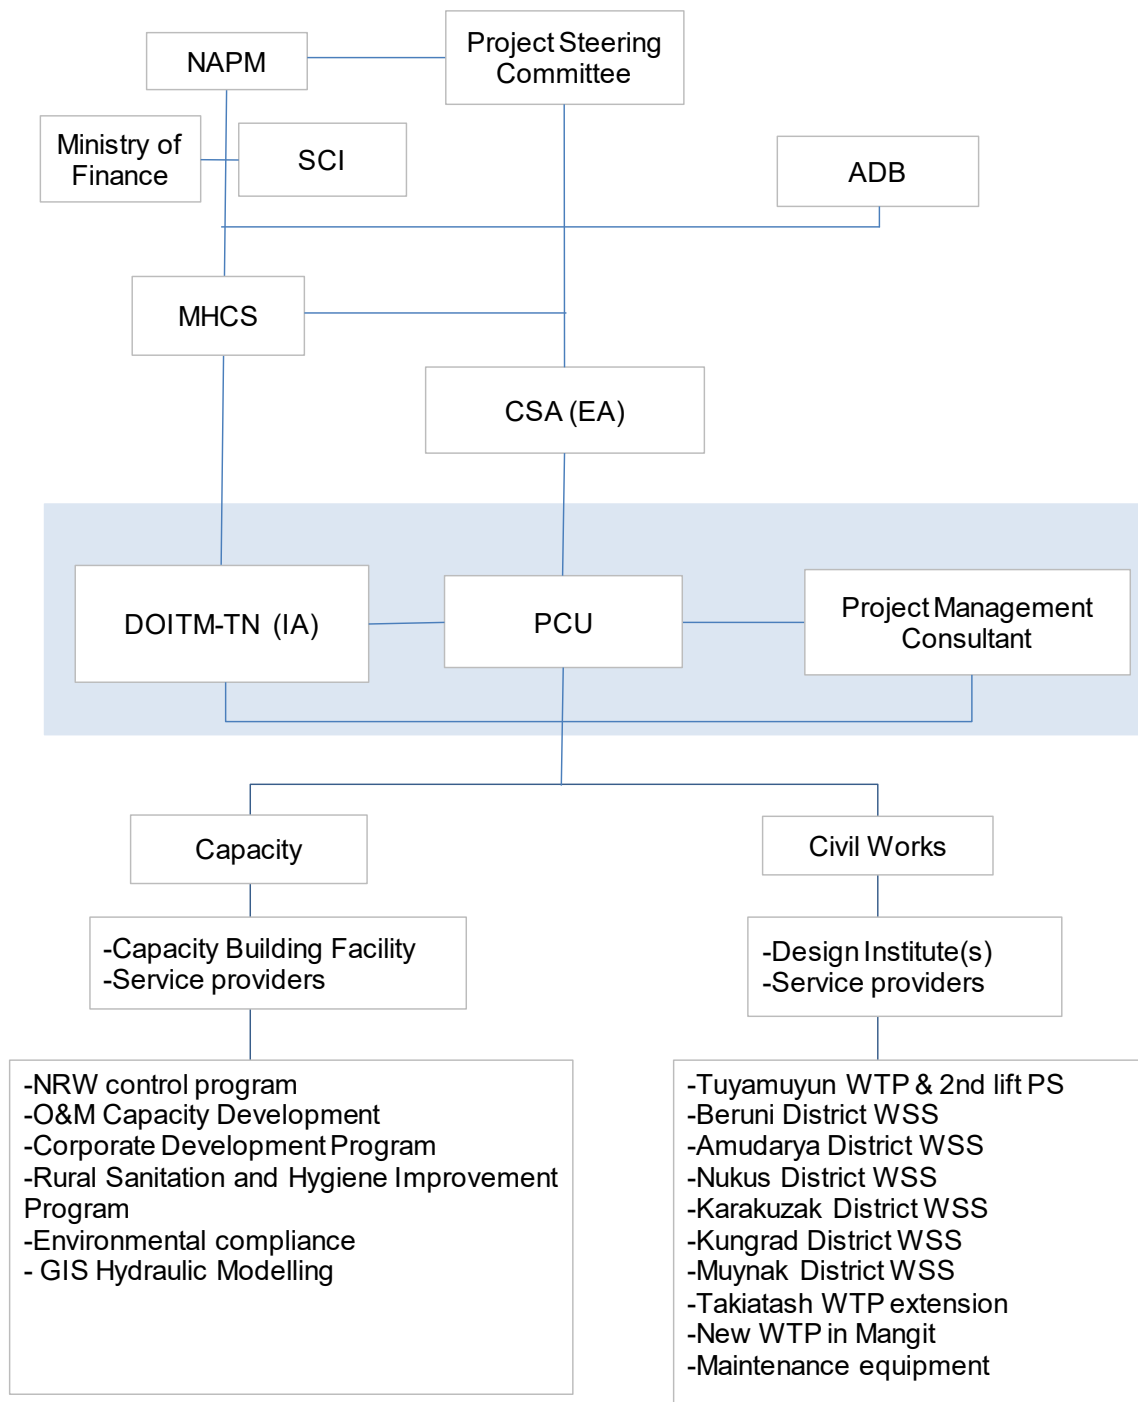 NAPM
Project Steering
Committee
Ministry of
Finance
SCI
ADB
MHCS
CSA (EA)
DOITM-TN (IA)
PCU
Project Management
Consultant
Capacity
Civil Works
-Capacity Building Facility
-Service providers
-Design Institute(s)
-Service providers
-NRW control program
-O&M Capacity Development
-Corporate Development Program
-Rural Sanitation and Hygiene Improvement
Program
-Environmental compliance
- GIS Hydraulic Modelling
-Tuyamuyun WTP & 2nd lift PS
-Beruni District WSS
-Amudarya District WSS
-Nukus District WSS
-Karakuzak District WSS
-Kungrad District WSS
-Muynak District WSS
-Takiatash WTP extension
-New WTP in Mangit
-Maintenance equipment